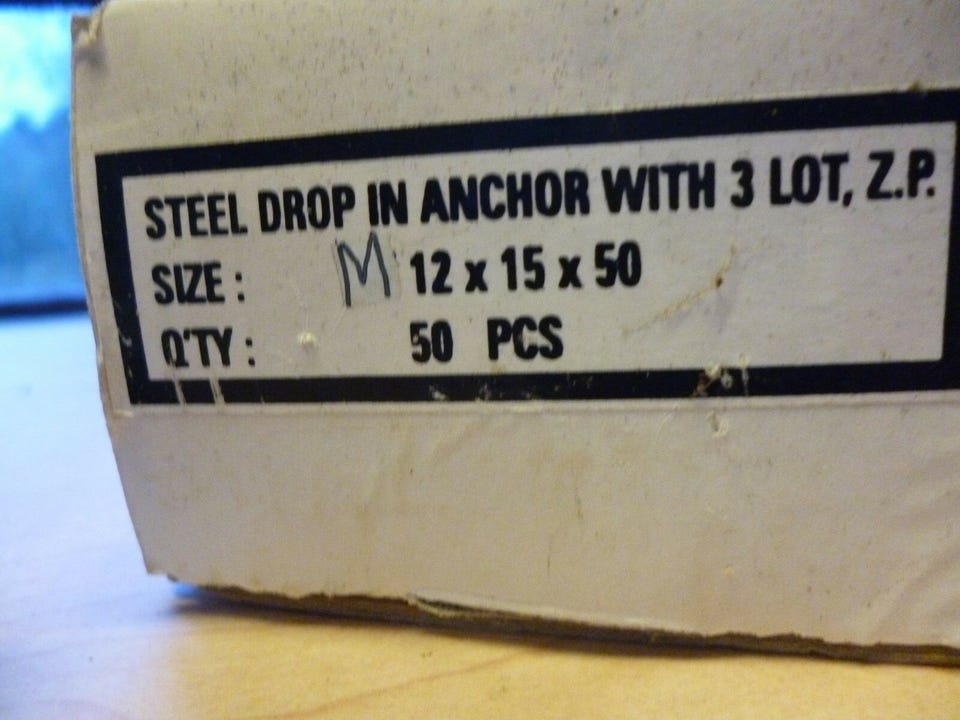 STEEL DROP IN ANCHOR WITH 3 LOT, Z.P.
SIZE : M 12 x 15 x 50
Q'TY : 50 PCS